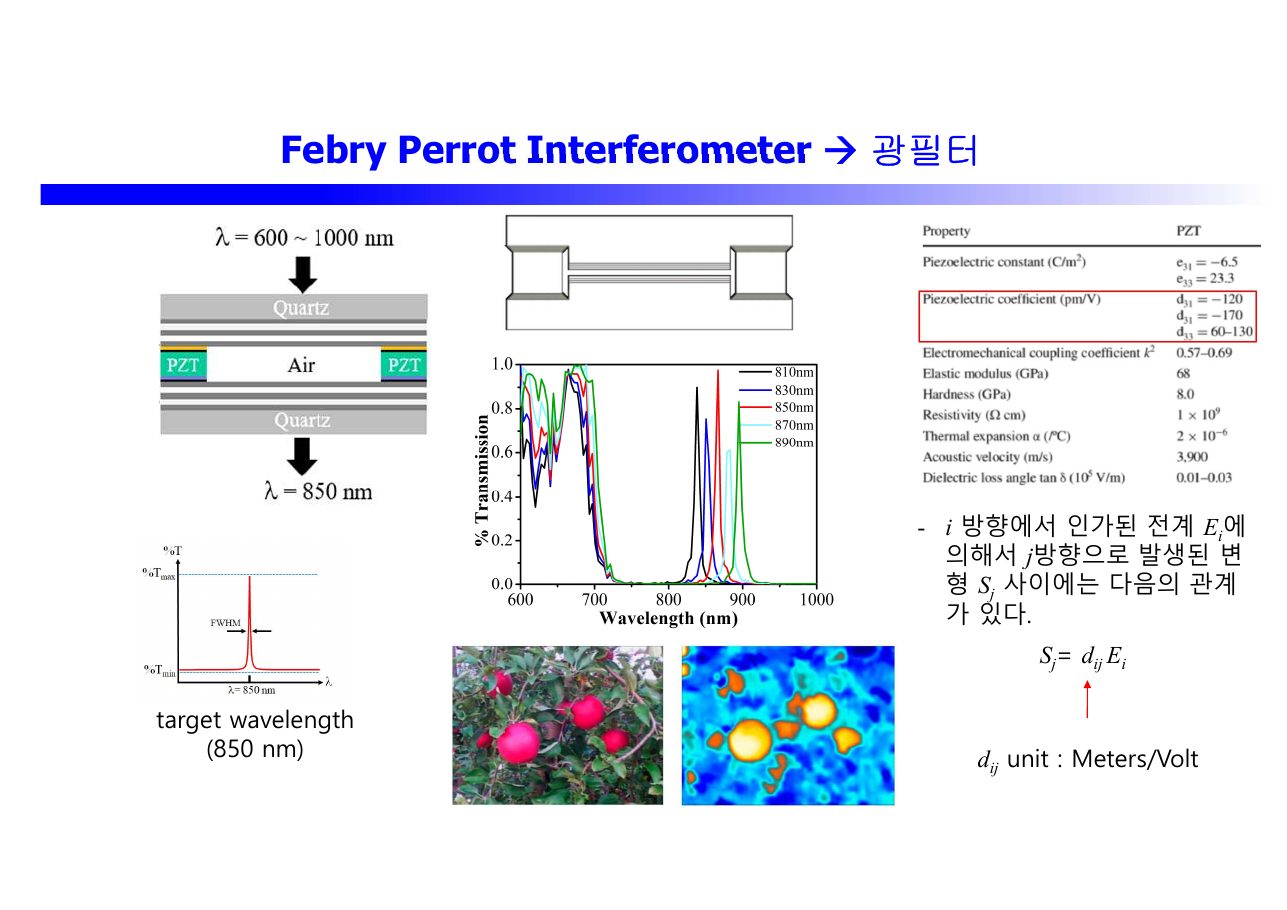 Febry Perrot Interferometer → 광필터
λ = 600 ~ 1000 nm
Quartz
PZT
Air
PZT
Quartz
λ = 850 nm
%T
%Tmax
FWHM
%Tmin
λ
λ= 850 nm
target wavelength
(850 nm)
% Transmission
1.0
0.8
0.6
0.4
0.2
0.0
600
700
800
900
1000
Wavelength (nm)
810nm
830nm
850nm
870nm
890nm
Property PZT
Piezoelectric constant (C/m²) e31 = −6.5
e33 = 23.3
Piezoelectric coefficient (pm/V) d31 = −120
d31 = −170
d33 = 60–130
Electromechanical coupling coefficient k² 0.57–0.69
Elastic modulus (GPa) 68
Hardness (GPa) 8.0
Resistivity (Ω cm) 1 × 10⁹
Thermal expansion α (/°C) 2 × 10⁻⁶
Acoustic velocity (m/s) 3,900
Dielectric loss angle tan δ (10⁵ V/m) 0.01–0.03
- i 방향에서 인가된 전계 Ei에
의해서 j방향으로 발생된 변
형 Sj 사이에는 다음의 관계
가 있다.
Sj= dij Ei
dij unit : Meters/Volt